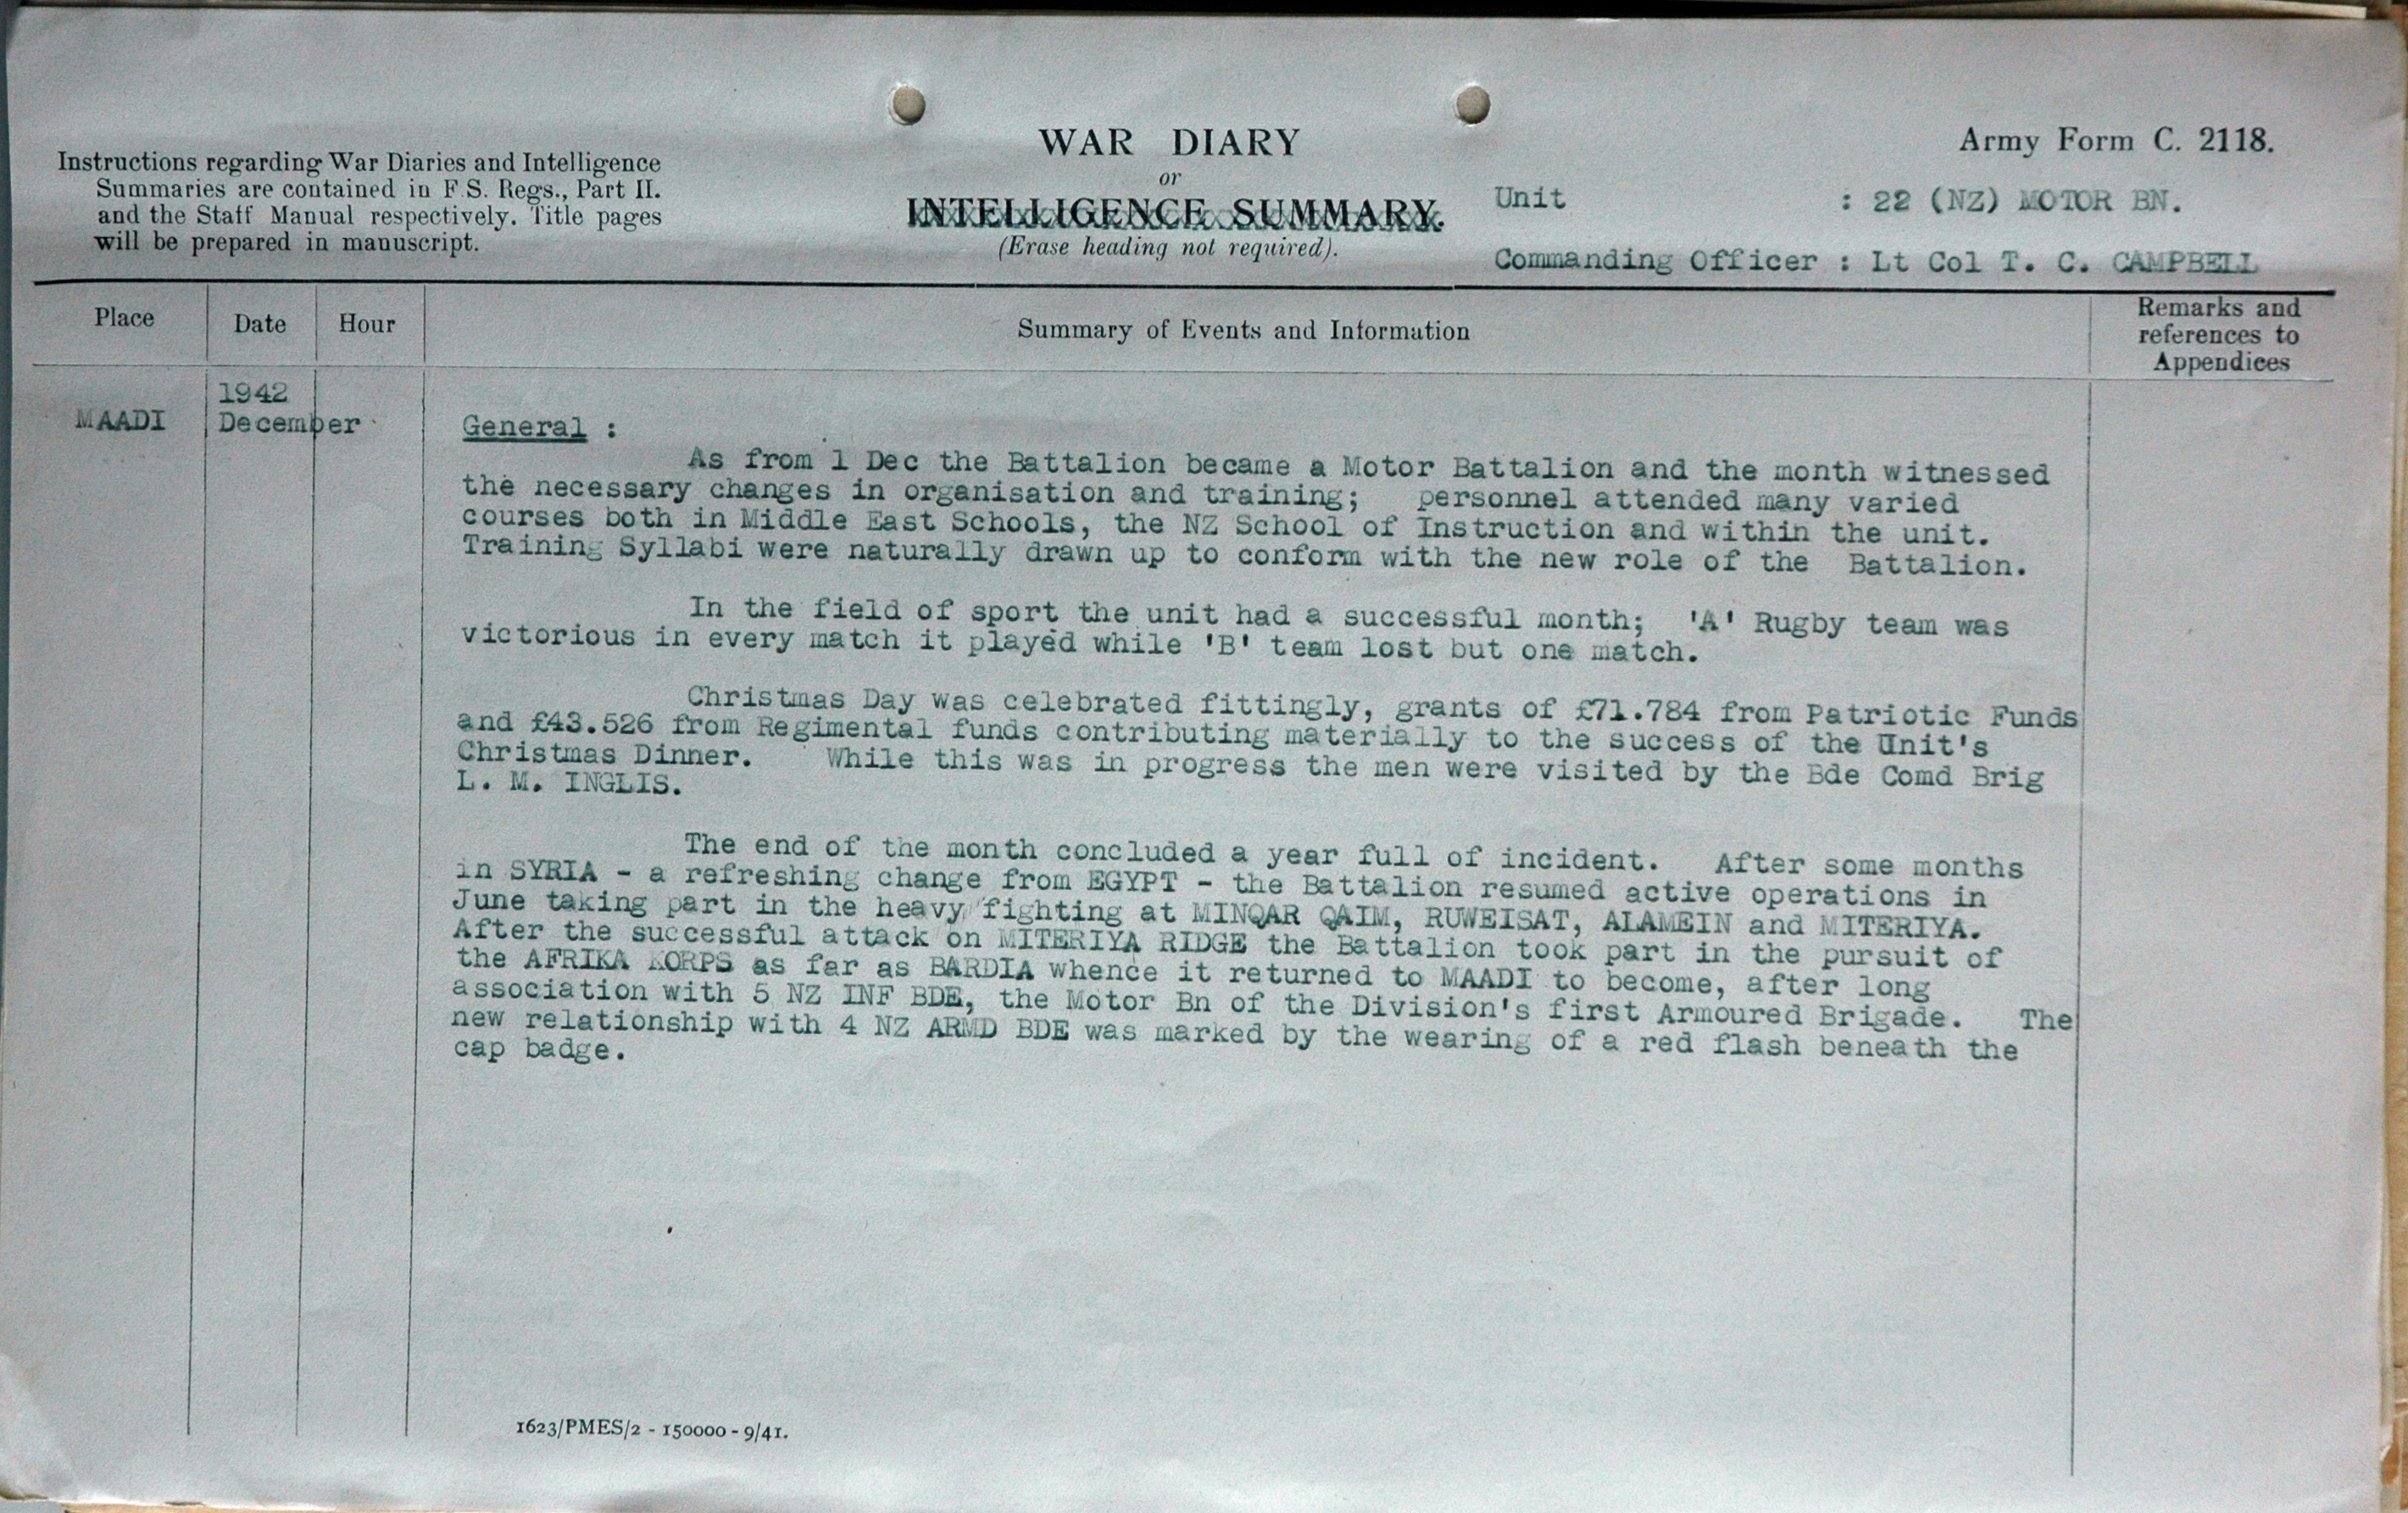 Army Form C. 2118.
Instructions regarding War Diaries and Intelligence
Summaries are contained in F.S. Regs., Part II.
and the Staff Manual respectively. Title pages
will be prepared in manuscript.
WAR DIARY
or
INTELLIGENCE SUMMARY.
(Erase heading not required).
Unit : 22 (NZ) MOTOR BN.
Commanding Officer : Lt Col T. C. CAMPBELL
Place
Date
Hour
Summary of Events and Information
Remarks and
references to
Appendices
MAADI
1942
December
General :
As from 1 Dec the Battalion became a Motor Battalion and the month witnessed
the necessary changes in organisation and training; personnel attended many varied
courses both in Middle East Schools, the NZ School of Instruction and within the unit.
Training Syllabi were naturally drawn up to conform with the new role of the Battalion.
In the field of sport the unit had a successful month; 'A' Rugby team was
victorious in every match it played while 'B' team lost but one match.
Christmas Day was celebrated fittingly, grants of £71.784 from Patriotic Funds
and £43.526 from Regimental funds contributing materially to the success of the Unit's
Christmas Dinner. While this was in progress the men were visited by the Bde Comd Brig
L. M. INGLIS.
The end of the month concluded a year full of incident. After some months
in SYRIA - a refreshing change from EGYPT - the Battalion resumed active operations in
June taking part in the heavy fighting at MINQAR QAIM, RUWEISAT, ALAMEIN and MITERIYA.
After the successful attack on MITERIYA RIDGE the Battalion took part in the pursuit of
the AFRIKA KORPS as far as BARDIA whence it returned to MAADI to become, after long
association with 5 NZ INF BDE, the Motor Bn of the Division's first Armoured Brigade. The
new relationship with 4 NZ ARMD BDE was marked by the wearing of a red flash beneath the
cap badge.
1623/PMES/2 - 150000 - 9/41.